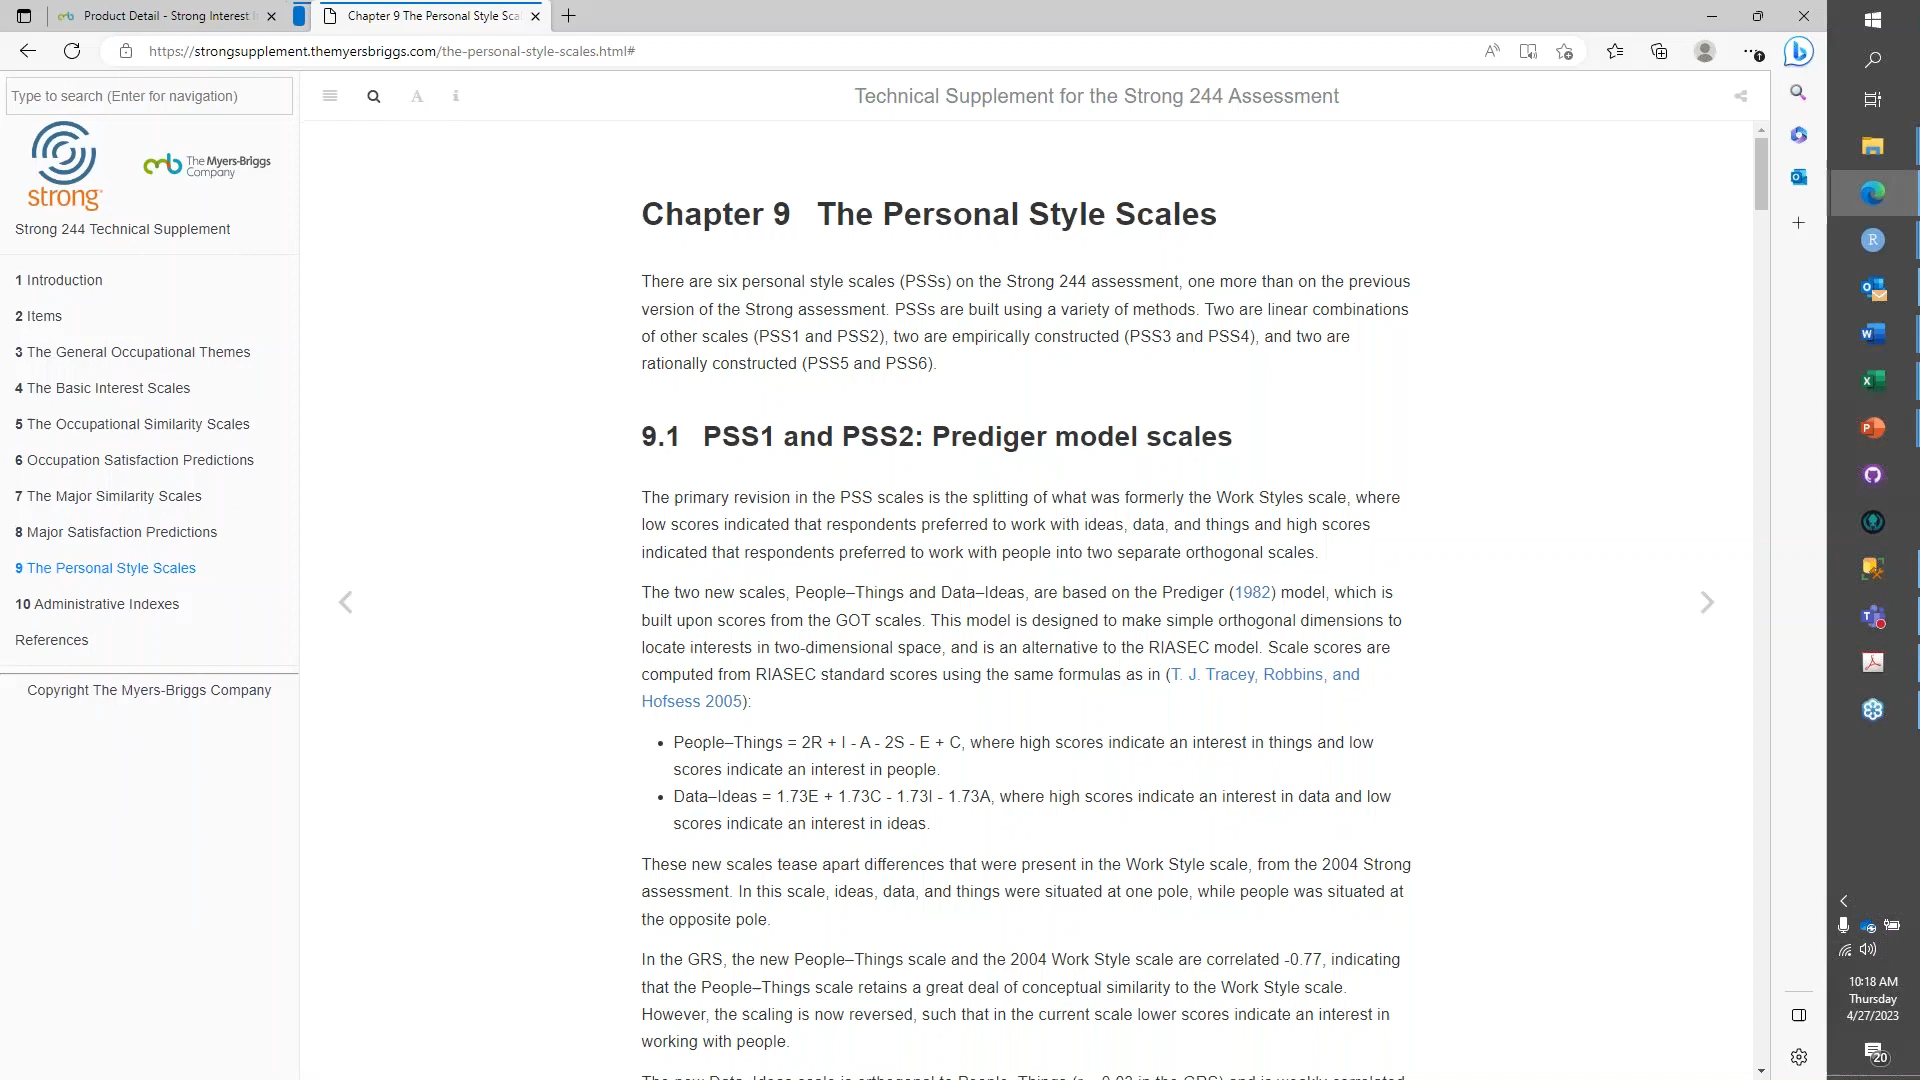 Product Detail - Strong Interest I
Chapter 9 The Personal Style Sca
https://strongsupplement.themyersbriggs.com/the-personal-style-scales.html#
Type to search (Enter for navigation)
strong
The Myers-Briggs
Company
Strong 244 Technical Supplement
1 Introduction
2 Items
3 The General Occupational Themes
4 The Basic Interest Scales
5 The Occupational Similarity Scales
6 Occupation Satisfaction Predictions
7 The Major Similarity Scales
8 Major Satisfaction Predictions
9 The Personal Style Scales
10 Administrative Indexes
References
Copyright The Myers-Briggs Company
Technical Supplement for the Strong 244 Assessment
Chapter 9 The Personal Style Scales
There are six personal style scales (PSSs) on the Strong 244 assessment, one more than on the previous
version of the Strong assessment. PSSs are built using a variety of methods. Two are linear combinations
of other scales (PSS1 and PSS2), two are empirically constructed (PSS3 and PSS4), and two are
rationally constructed (PSS5 and PSS6).
9.1 PSS1 and PSS2: Prediger model scales
The primary revision in the PSS scales is the splitting of what was formerly the Work Styles scale, where
low scores indicated that respondents preferred to work with ideas, data, and things and high scores
indicated that respondents preferred to work with people into two separate orthogonal scales.
The two new scales, People–Things and Data–Ideas, are based on the Prediger (1982) model, which is
built upon scores from the GOT scales. This model is designed to make simple orthogonal dimensions to
locate interests in two-dimensional space, and is an alternative to the RIASEC model. Scale scores are
computed from RIASEC standard scores using the same formulas as in (T. J. Tracey, Robbins, and
Hofsess 2005):
• People–Things = 2R + I - A - 2S - E + C, where high scores indicate an interest in things and low
scores indicate an interest in people.
• Data–Ideas = 1.73E + 1.73C - 1.73I - 1.73A, where high scores indicate an interest in data and low
scores indicate an interest in ideas.
These new scales tease apart differences that were present in the Work Style scale, from the 2004 Strong
assessment. In this scale, ideas, data, and things were situated at one pole, while people was situated at
the opposite pole.
In the GRS, the new People–Things scale and the 2004 Work Style scale are correlated -0.77, indicating
that the People–Things scale retains a great deal of conceptual similarity to the Work Style scale.
However, the scaling is now reversed, such that in the current scale lower scores indicate an interest in
working with people.
10:18 AM
Thursday
4/27/2023
20